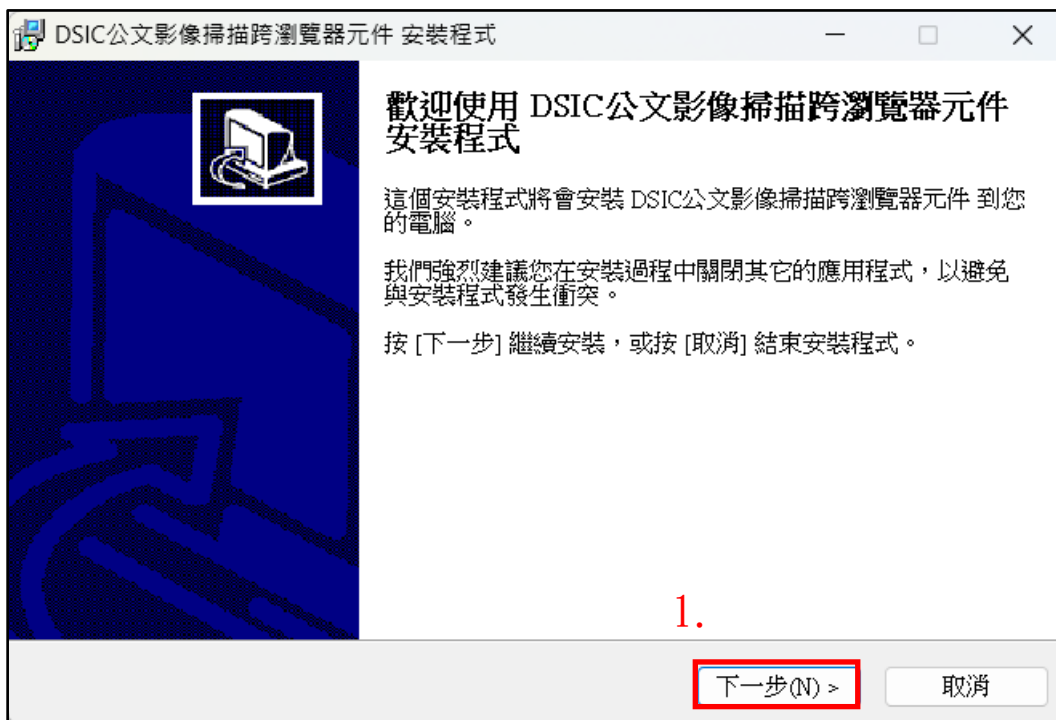 DSIC公文影像掃描跨瀏覽器元件 安裝程式
歡迎使用 DSIC公文影像掃描跨瀏覽器元件
安裝程式
這個安裝程式將會安裝 DSIC公文影像掃描跨瀏覽器元件 到您
的電腦。
我們強烈建議您在安裝過程中關閉其它的應用程式，以避免
與安裝程式發生衝突。
按 [下一步] 繼續安裝，或按 [取消] 結束安裝程式。
1.
下一步(N) >
取消